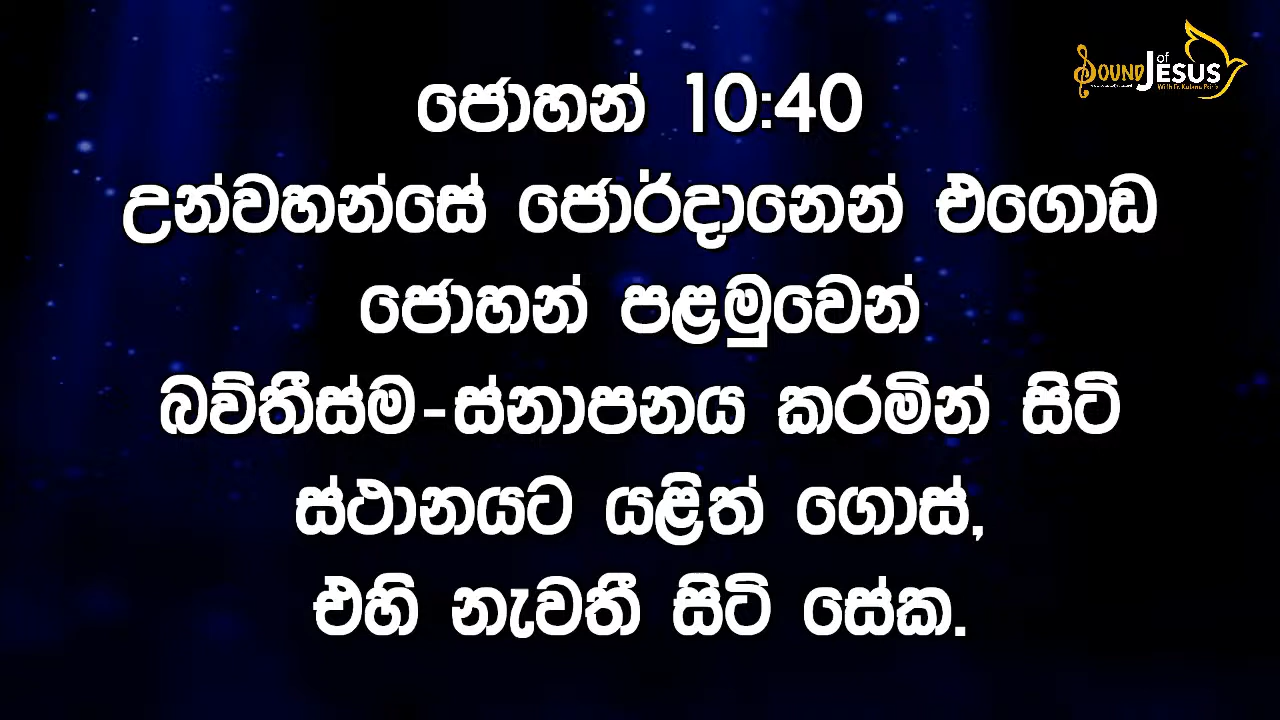 SOUND of JESUS
ජොහන් 10:40
උන්වහන්සේ ජොර්දානෙන් එගොඩ
ජොහන් පළමුවෙන්
බව්තීස්ම-ස්නාපනය කරමින් සිටි
ස්ථානයට යළිත් ගොස්,
එහි නැවතී සිටි සේක.